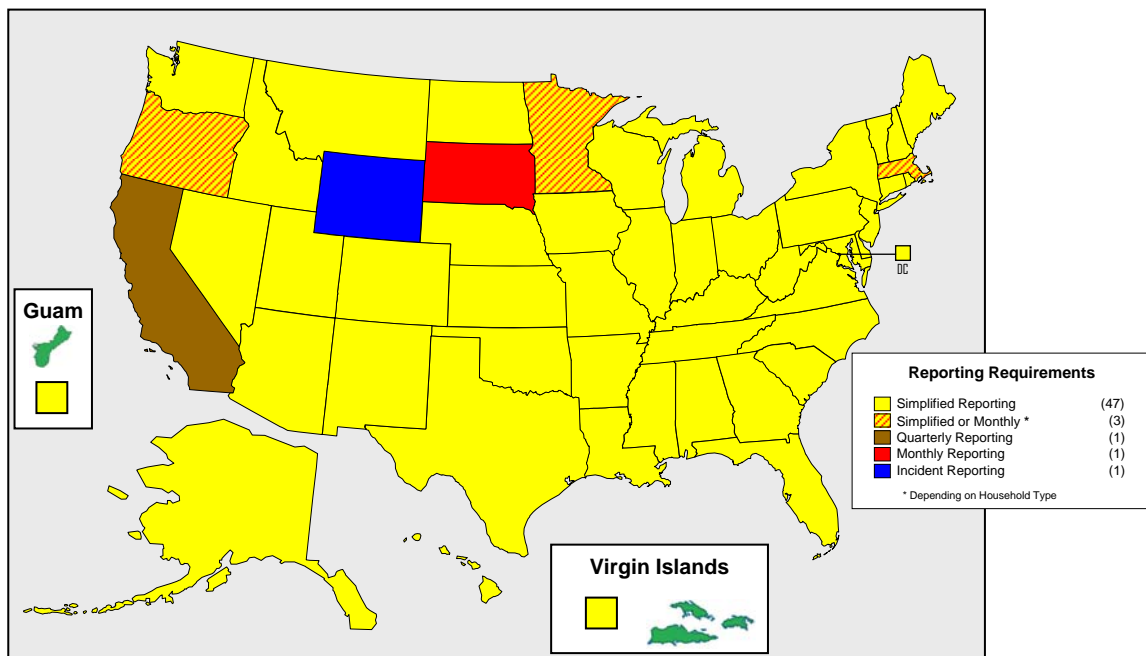 DC
Guam
Reporting Requirements
Simplified Reporting (47)
Simplified or Monthly * (3)
Quarterly Reporting (1)
Monthly Reporting (1)
Incident Reporting (1)
* Depending on Household Type
Virgin Islands